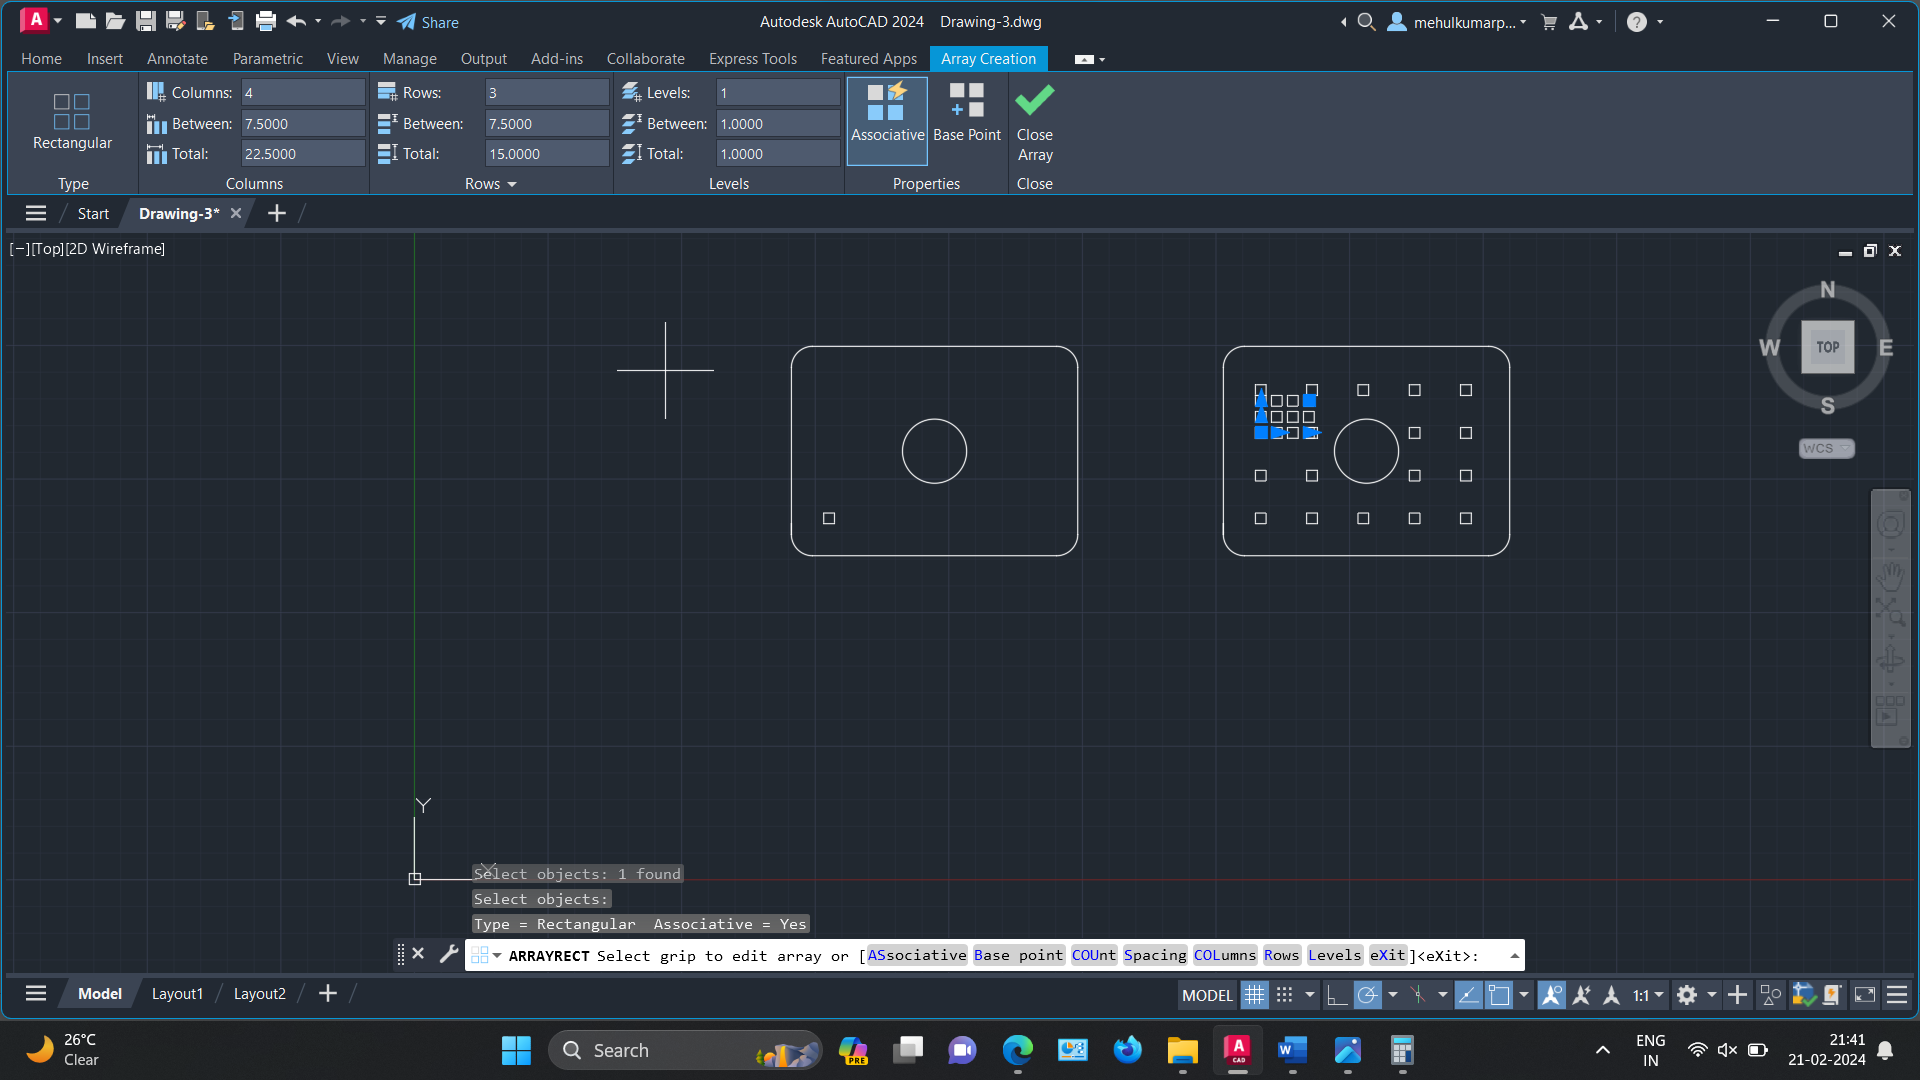 A Share Autodesk AutoCAD 2024 Drawing-3.dwg mehulkumarp... ?
Home Insert Annotate Parametric View Manage Output Add-ins Collaborate Express Tools Featured Apps Array Creation
Columns: 4 Rows: 3 Levels: 1
Between: 7.5000 Between: 7.5000 Between: 1.0000
Rectangular Associative Base Point Close Array
Total: 22.5000 Total: 15.0000 Total: 1.0000
Type Columns Rows Levels Properties Close
Start Drawing-3* +
[−][Top][2D Wireframe]
N
W TOP E
S
WCS
Y
X
Select objects: 1 found
Select objects:
Type = Rectangular Associative = Yes
ARRAYRECT Select grip to edit array or [ASsociative Base point COUnt Spacing COLumns Rows Levels eXit]<eXit>:
Model Layout1 Layout2 + MODEL 1:1
26°C
Clear
Search
PRE
A CAD
W
ENG
IN
21:41
21-02-2024